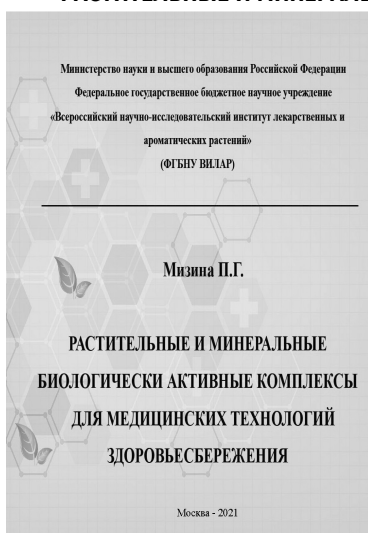 Министерство науки и высшего образования Российской Федерации
Федеральное государственное бюджетное научное учреждение
«Всероссийский научно-исследовательский институт лекарственных и
ароматических растений»
(ФГБНУ ВИЛАР)
Мизина П.Г.
РАСТИТЕЛЬНЫЕ И МИНЕРАЛЬНЫЕ
БИОЛОГИЧЕСКИ АКТИВНЫЕ КОМПЛЕКСЫ
ДЛЯ МЕДИЦИНСКИХ ТЕХНОЛОГИЙ
ЗДОРОВЬЕСБЕРЕЖЕНИЯ
Москва - 2021